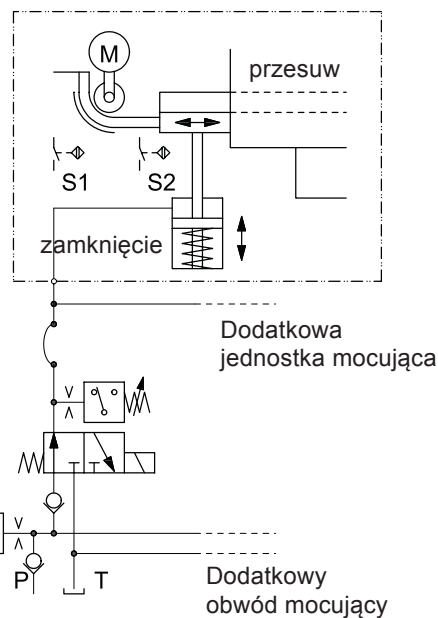 M
przesuw
S1
S2
zamknięcie
Dodatkowa
jednostka mocująca
P
T
Dodatkowy
obwód mocujący